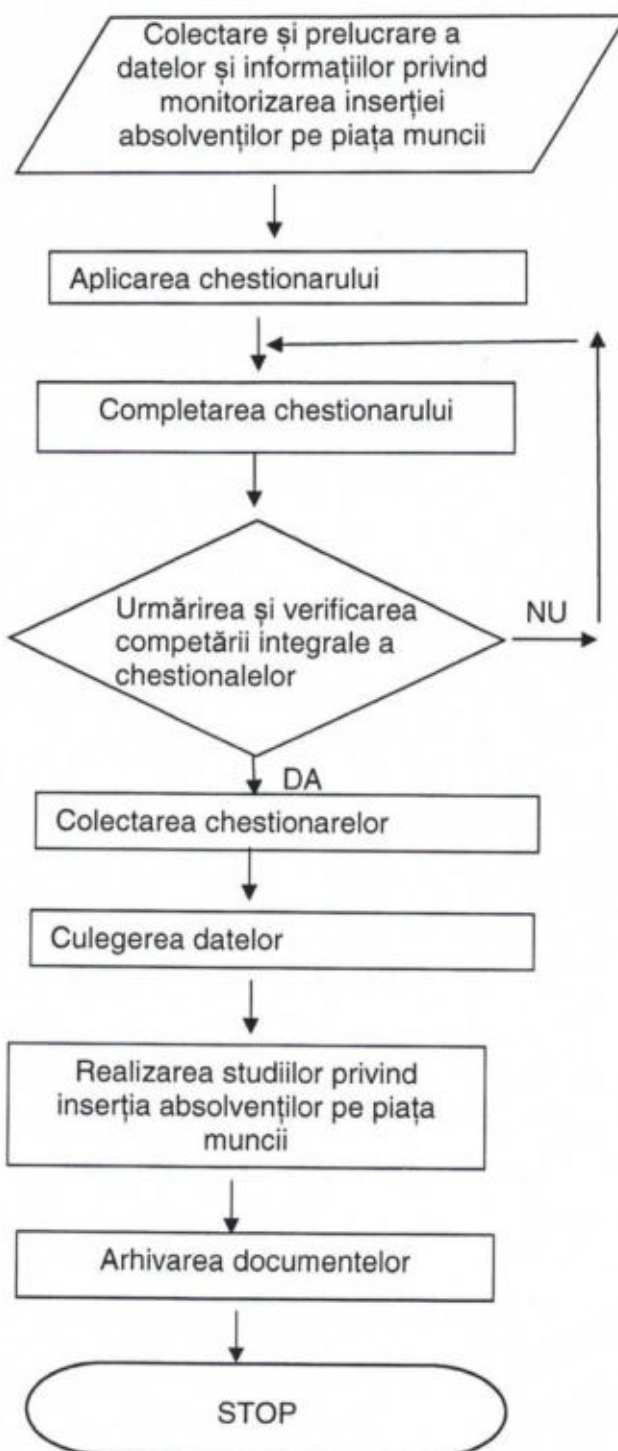 Colectare și prelucrare a
datelor și informațiilor privind
monitorizarea inserției
absolvenților pe piața muncii
Aplicarea chestionarului
Completarea chestionarului
Urmărirea și verificarea
competării integrale a
chestionalelor
NU
DA
Colectarea chestionarelor
Culegerea datelor
Realizarea studiilor privind
inserția absolvenților pe piața
muncii
Arhivarea documentelor
STOP